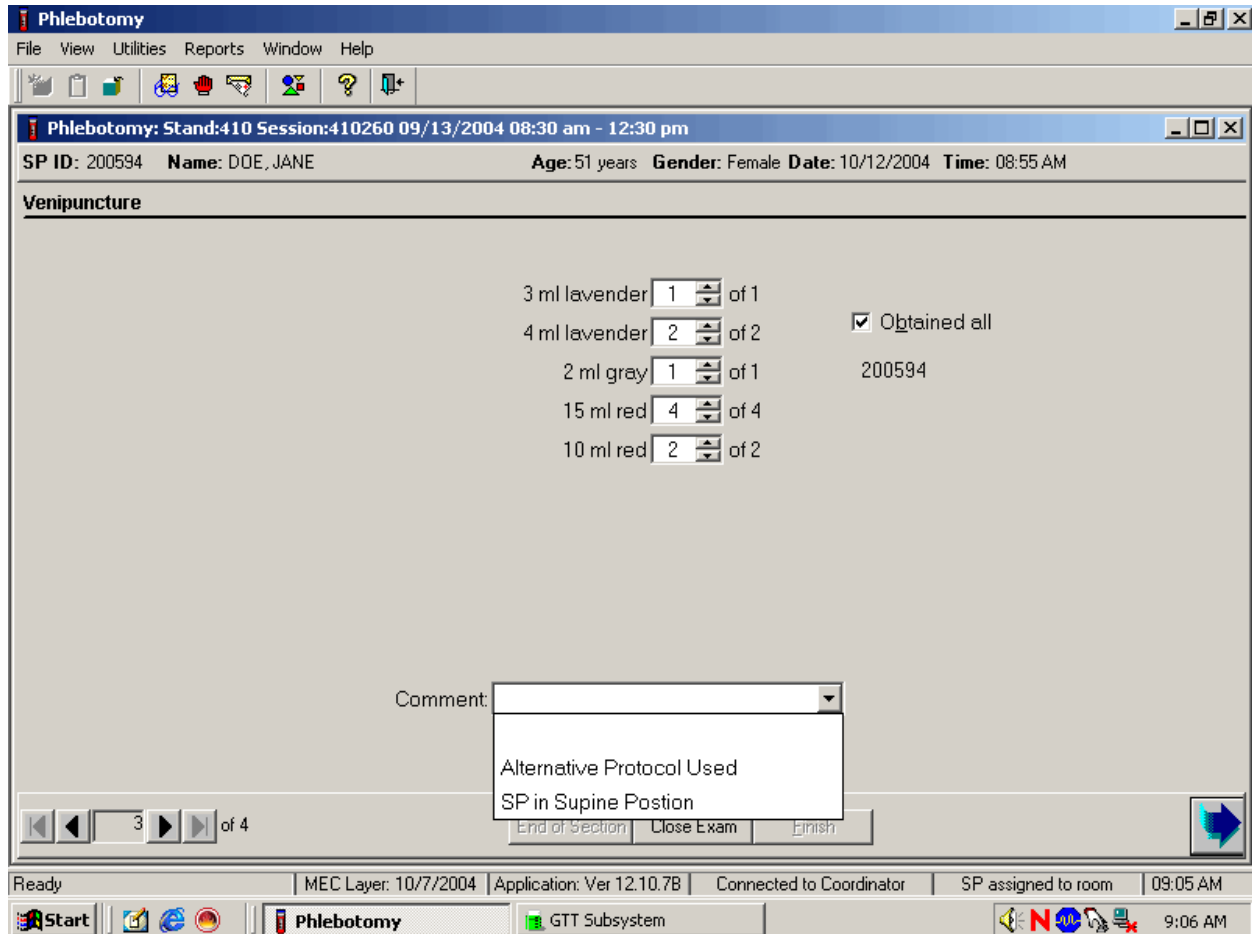 Phlebotomy
File View Utilities Reports Window Help
Phlebotomy: Stand:410 Session:410260 09/13/2004 08:30 am - 12:30 pm
SP ID: 200594 Name: DOE, JANE Age: 51 years Gender: Female Date: 10/12/2004 Time: 08:55 AM
Venipuncture
3 ml lavender 1 of 1
4 ml lavender 2 of 2
Obtained all
2 ml gray 1 of 1
200594
15 ml red 4 of 4
10 ml red 2 of 2
Comment:
Alternative Protocol Used
SP in Supine Postion
3 of 4 End of Section Close Exam Finish
Ready MEC Layer: 10/7/2004 Application: Ver 12.10.7B Connected to Coordinator SP assigned to room 09:05 AM
Start Phlebotomy GTT Subsystem N 9:06 AM